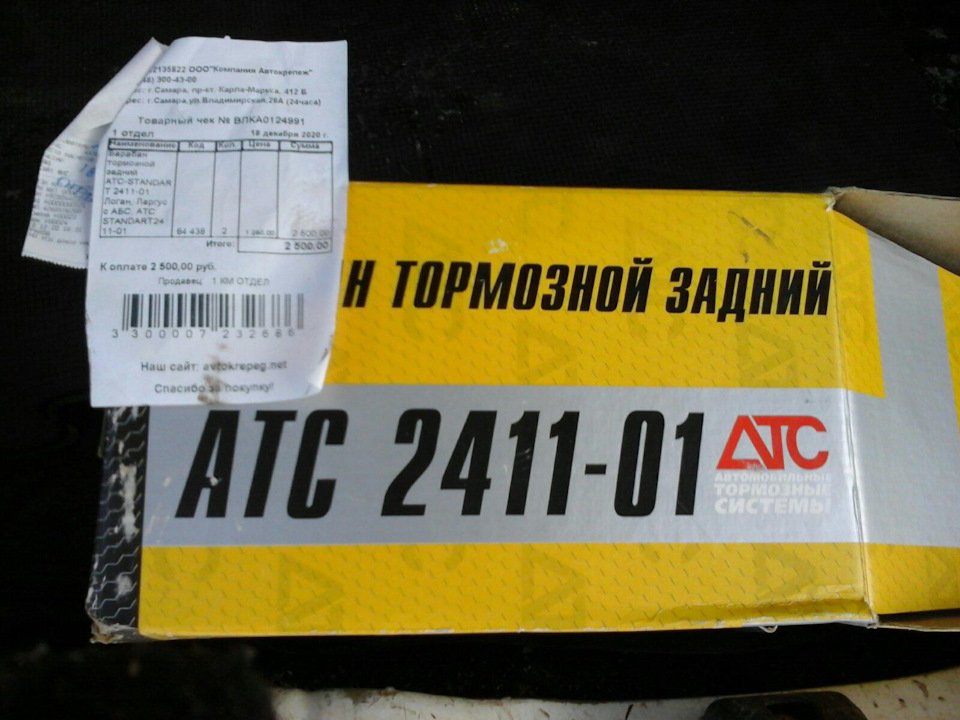 2135822 ООО"Компания Автокрепеж"
300-43-00
г.Самара, пр-кт. Карла-Маркса, 412 Б
г.Самара,ул.Владимирская,28А (24часа)
Товарный чек № ВЛКА0124991
1 отдел 18 декабря 2020 г.
Наименование Код Кол. Цена Сумма
Барабан
тормозной
задний
АТС-STANDAR
T 2411-01
Логан, Ларгус
с АБС, АТС
STANDART24
11-01 64 438 2 2 500,00
Итого: 2 500,00
К оплате 2 500,00 руб.
Продавец: 1 КМ ОТДЕЛ
3 300007 232686
Наш сайт: avtokrepeg.net
Спасибо за покупку!
Н ТОРМОЗНОЙ ЗАДНИЙ
АТС 2411-01
АТС
АВТОМОБИЛЬНЫЕ
ТОРМОЗНЫЕ
СИСТЕМЫ